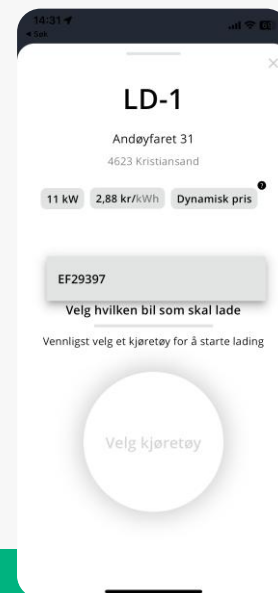 14:31
◂ Søk
LD-1
Andøyfaret 31
4623 Kristiansand
11 kW 2,88 kr/kWh Dynamisk pris ?
EF29397
Velg hvilken bil som skal lade
Vennligst velg et kjøretøy for å starte lading
Velg kjøretøy